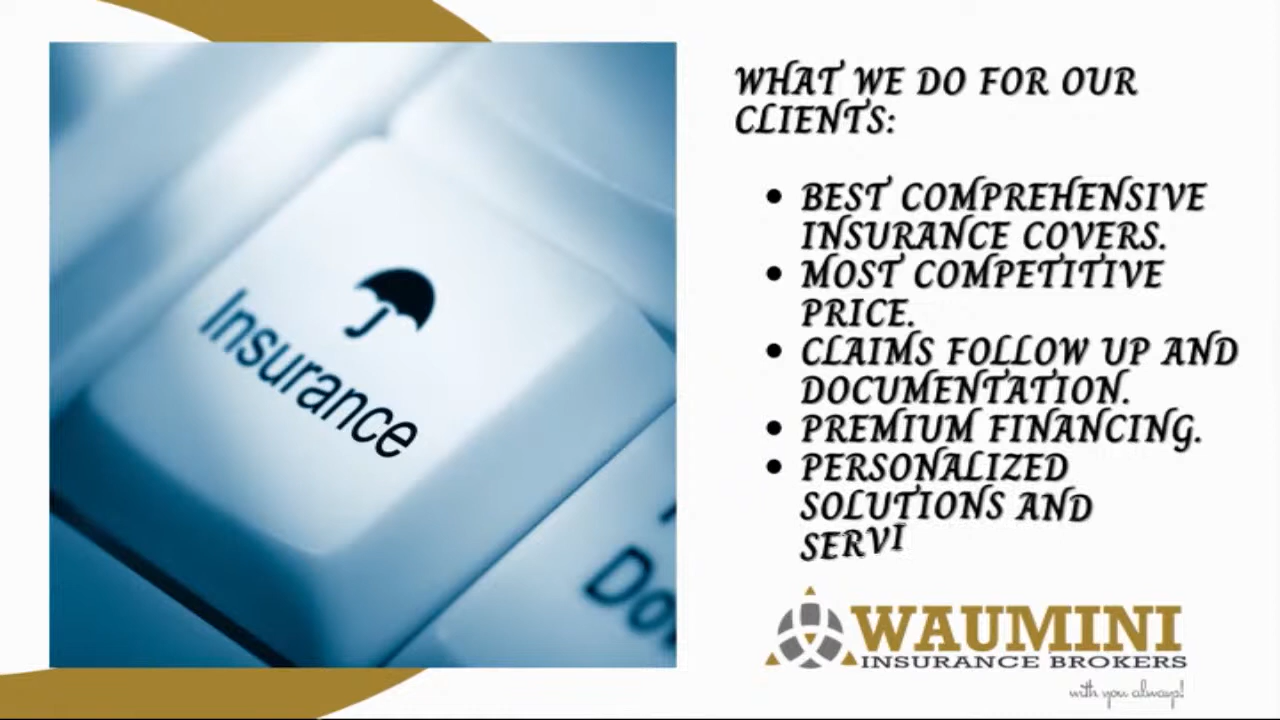 Insurance
WHAT WE DO FOR OUR
CLIENTS:
BEST COMPREHENSIVE
INSURANCE COVERS.
MOST COMPETITIVE
PRICE.
CLAIMS FOLLOW UP AND
DOCUMENTATION.
PREMIUM FINANCING.
PERSONALIZED
SOLUTIONS AND
SERVI
WAUMINI
INSURANCE BROKERS
with you always!